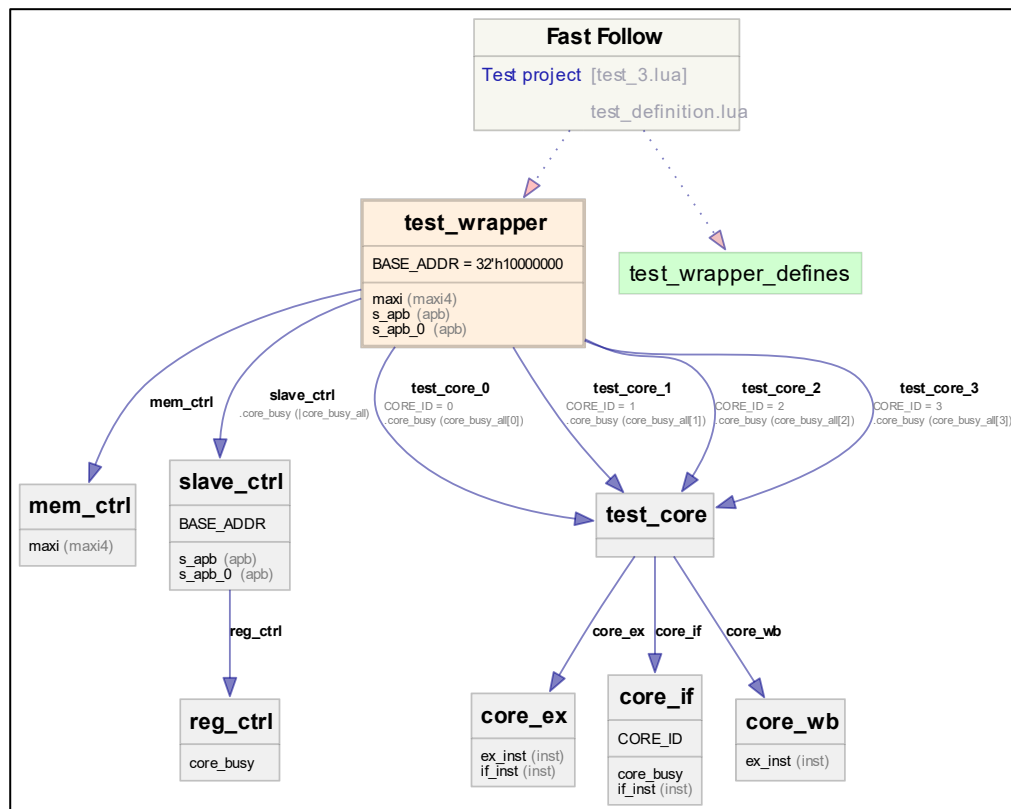 Fast Follow
Test project [test_3.lua]
test_definition.lua
test_wrapper
BASE_ADDR = 32'h10000000
maxi (maxi4)
s_apb (apb)
s_apb_0 (apb)
test_wrapper_defines
mem_ctrl
slave_ctrl
.core_busy (|core_busy_all)
test_core_0
CORE_ID = 0
.core_busy (core_busy_all[0])
test_core_1
CORE_ID = 1
.core_busy (core_busy_all[1])
test_core_2
CORE_ID = 2
.core_busy (core_busy_all[2])
test_core_3
CORE_ID = 3
.core_busy (core_busy_all[3])
mem_ctrl
maxi (maxi4)
slave_ctrl
BASE_ADDR
s_apb (apb)
s_apb_0 (apb)
test_core
reg_ctrl
core_ex
core_if
core_wb
reg_ctrl
core_busy
core_ex
ex_inst (inst)
if_inst (inst)
core_if
CORE_ID
core_busy
if_inst (inst)
core_wb
ex_inst (inst)